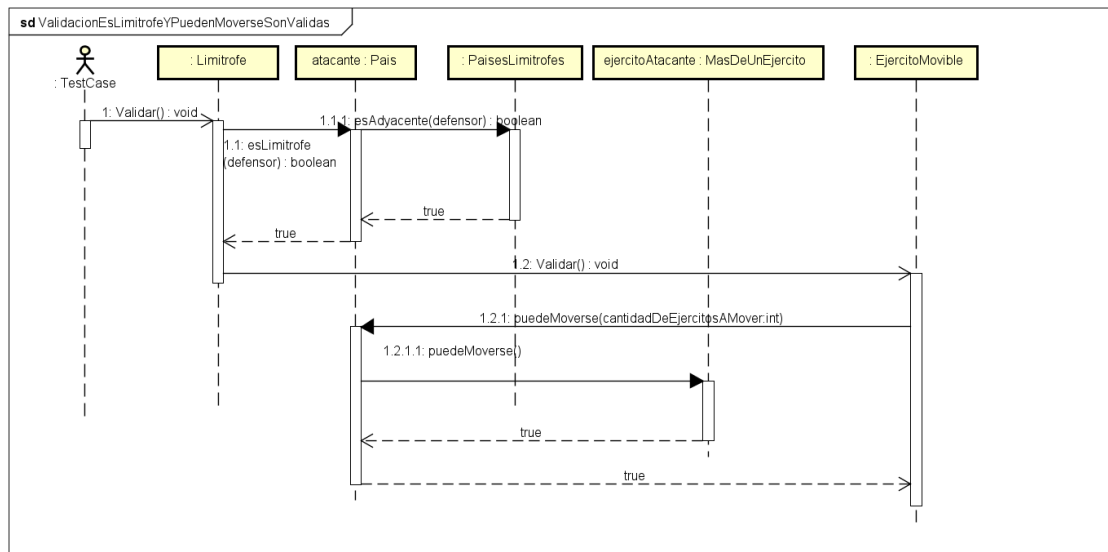 sd ValidacionEsLimitrofeYPuedenMoverseSonValidas
: TestCase
: Limitrofe
atacante : Pais
: PaisesLimitrofes
ejercitoAtacante : MasDeUnEjercito
: EjercitoMovible
1: Validar() : void
1.1.1: esAdyacente(defensor) : boolean
1.1: esLimitrofe
(defensor) : boolean
true
true
1.2: Validar() : void
1.2.1: puedeMoverse(cantidadDeEjercitosAMover:int)
1.2.1.1: puedeMoverse()
true
true